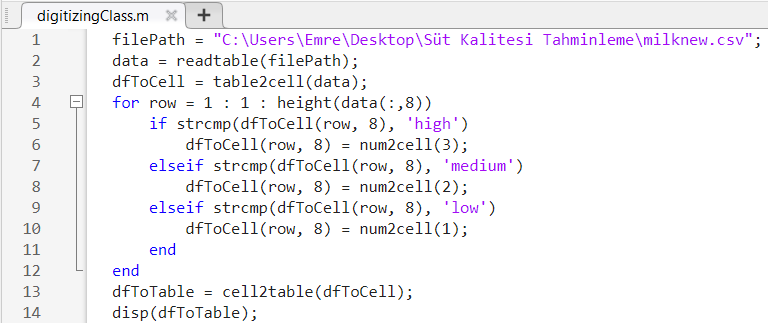 digitizingClass.m
1 filePath = "C:\Users\Emre\Desktop\Süt Kalitesi Tahminleme\milknew.csv";
2 data = readtable(filePath);
3 dfToCell = table2cell(data);
4 for row = 1 : 1 : height(data(:,8))
5 if strcmp(dfToCell(row, 8), 'high')
6 dfToCell(row, 8) = num2cell(3);
7 elseif strcmp(dfToCell(row, 8), 'medium')
8 dfToCell(row, 8) = num2cell(2);
9 elseif strcmp(dfToCell(row, 8), 'low')
10 dfToCell(row, 8) = num2cell(1);
11 end
12 end
13 dfToTable = cell2table(dfToCell);
14 disp(dfToTable);